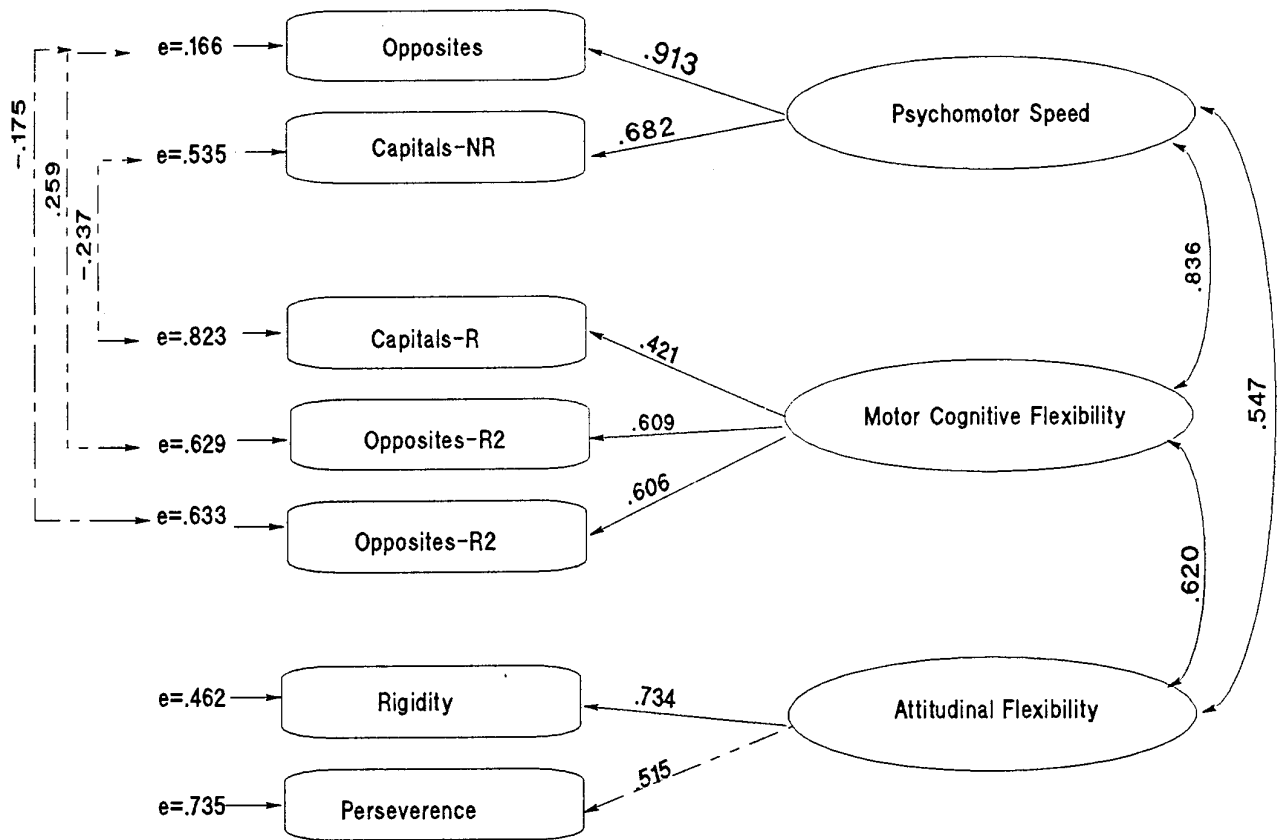 e=.166
Opposites
.913
Psychomotor Speed
-.175
.259
-.237
e=.535
Capitals-NR
.682
.836
.547
e=.823
Capitals-R
.421
Motor Cognitive Flexibility
e=.629
Opposites-R2
.609
e=.633
Opposites-R2
.606
.620
e=.462
Rigidity
.734
Attitudinal Flexibility
e=.735
Perseverence
.515